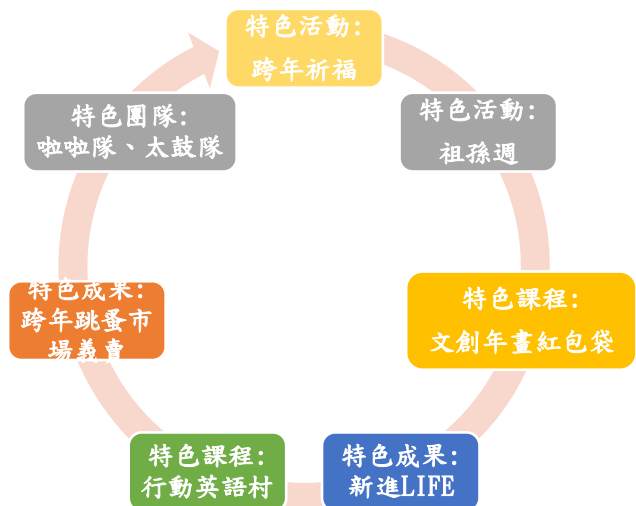 特色活動:
跨年祈福
特色活動:
祖孫週
特色課程:
文創年畫紅包袋
特色成果:
新進LIFE
特色課程:
行動英語村
特色成果:
跨年跳蚤市
場義賣
特色團隊:
啦啦隊、太鼓隊